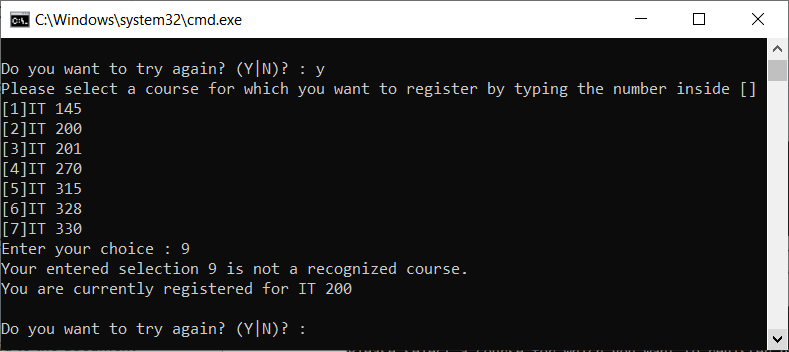 C:\Windows\system32\cmd.exe
Do you want to try again? (Y|N)? : y
Please select a course for which you want to register by typing the number inside []
[1]IT 145
[2]IT 200
[3]IT 201
[4]IT 270
[5]IT 315
[6]IT 328
[7]IT 330
Enter your choice : 9
Your entered selection 9 is not a recognized course.
You are currently registered for IT 200
Do you want to try again? (Y|N)? :